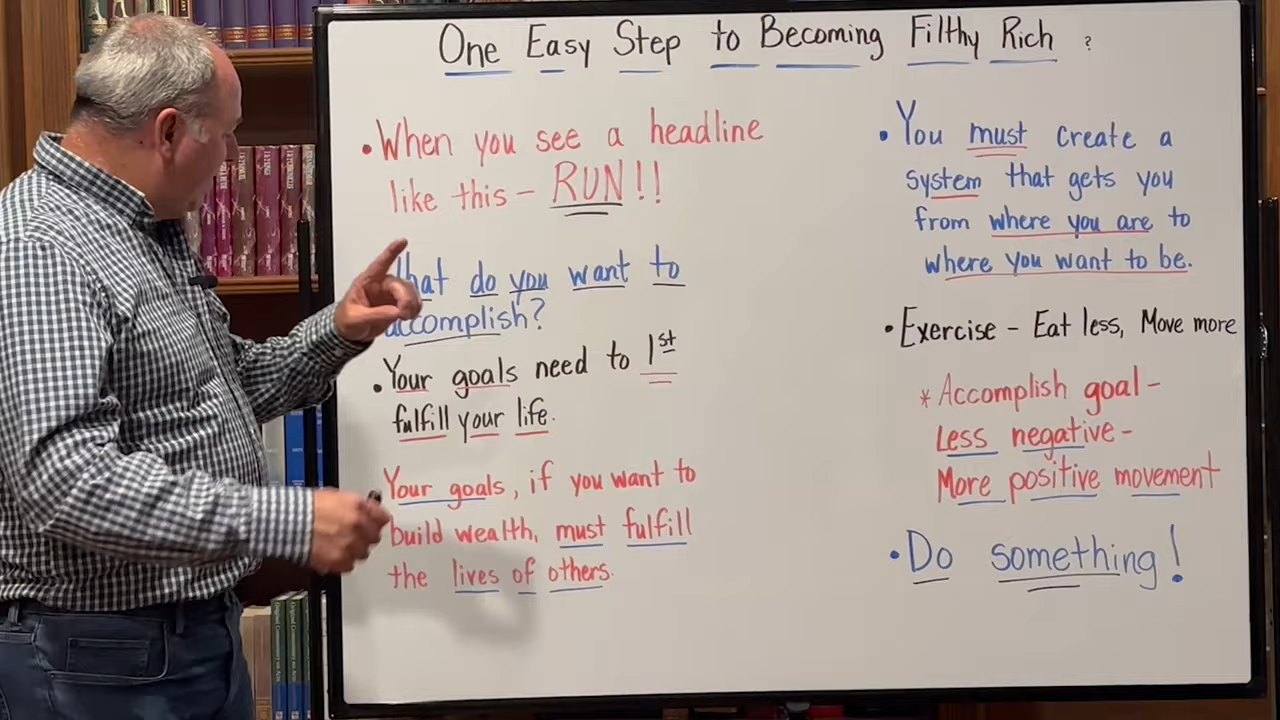 One Easy Step to Becoming Filthy Rich ?
• When you see a headline
like this – RUN!!
What do you want to
accomplish?
• Your goals need to 1st
fulfill your life.
Your goals, if you want to
build wealth, must fulfill
the lives of others.
• You must create a
system that gets you
from where you are to
where you want to be.
• Exercise – Eat less, Move more
* Accomplish goal –
Less negative –
More positive movement
• Do something!